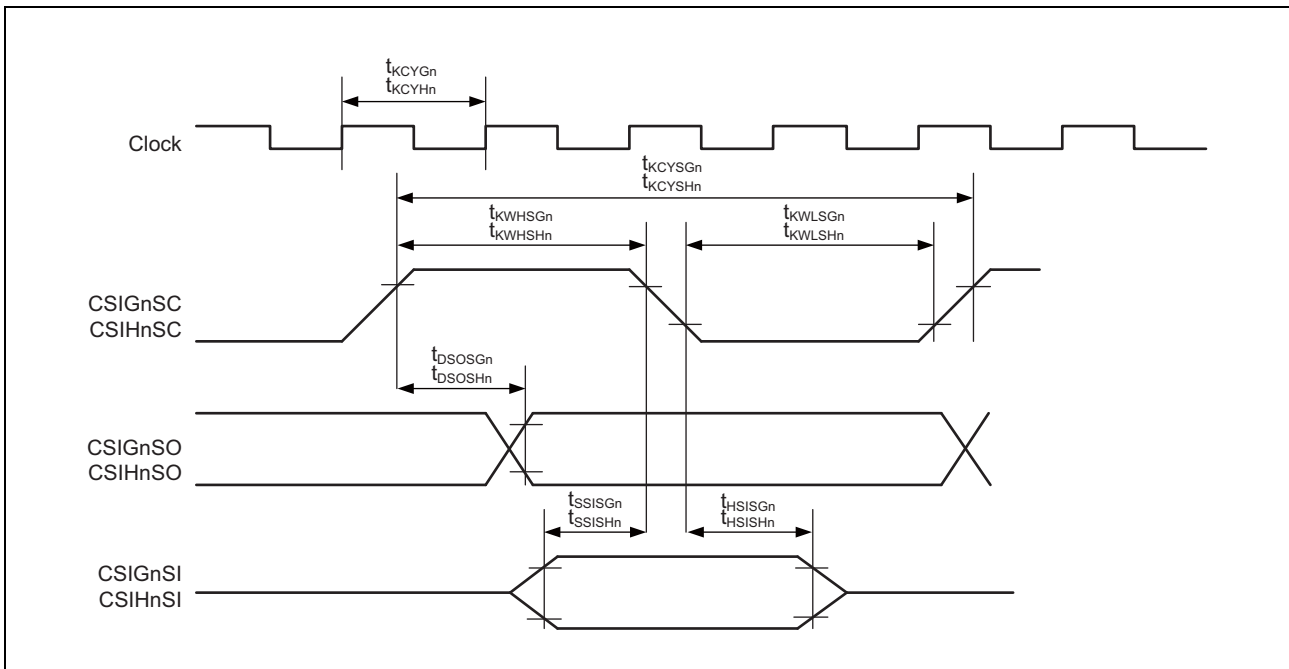 tKCYGn
tKCYHn
Clock
tKCYSGn
tKCYSHn
tKWHSGn
tKWHSHn
tKWLSGn
tKWLSHn
CSIGnSC
CSIHnSC
tDSOSGn
tDSOSHn
CSIGnSO
CSIHnSO
tSSISGn
tSSISHn
tHSISGn
tHSISHn
CSIGnSI
CSIHnSI